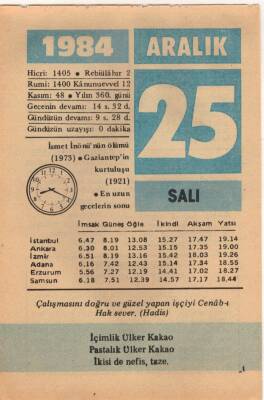 1984
ARALIK
Hicri: 1405 • Rebiülâhır 2
Rumi: 1400 Kânunuevvel 12
Kasım: 48 • Yılın 360. günü
Gecenin devamı: 14 s. 32 d.
Gündüzün devamı: 9 s. 28 d.
Gündüzün uzayışı: 0 dakika
25
İsmet İnönü'nün ölümü
(1973) • Gaziantep'in
kurtuluşu
(1921)
• En uzun
gecelerin sonu
SALI
İmsak Güneş Öğle İkindi Akşam Yatsı
İstanbul 6.47 8.19 13.08 15.27 17.47 19.14
Ankara 6.30 8.01 12.53 15.15 17.35 19.00
İzmir 6.51 8.19 13.16 15.42 18.03 19.26
Adana 6.16 7.42 12.43 15.14 17.34 18.55
Erzurum 5.56 7.27 12.19 14.41 17.02 18.27
Samsun 6.18 7.51 12.39 14.57 17.17 18.44
Çalışmasını doğru ve güzel yapan işçiyi Cenâb-ı
Hak sever. (Hadis)
İçimlik Ülker Kakao
Pastalık Ülker Kakao
İkisi de nefis, taze.